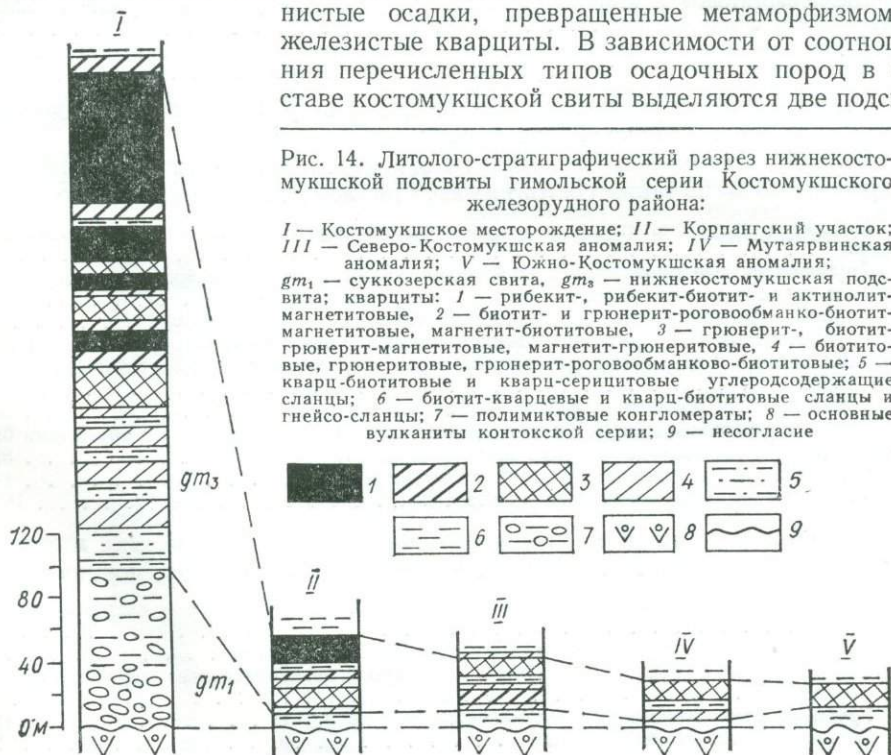 нистые осадки, превращенные метаморфизмом
железистые кварциты. В зависимости от соотног
ния перечисленных типов осадочных пород в
ставе костомукшской свиты выделяются две подс
Рис. 14. Литолого-стратиграфический разрез нижнекосто-
мукшской подсвиты гимольской серии Костомукшского
железорудного района:
I — Костомукшское месторождение; II — Корпангский участок;
III — Северо-Костомукшская аномалия; IV — Мутаярвинская
аномалия; V — Южно-Костомукшская аномалия;
gm₁ — суккозерская свита, gm₃ — нижнекостомукшская подс-
вита; кварциты: 1 — рибекит-, рибекит-биотит- и актинолит-
магнетитовые, 2 — биотит- и грюнерит-роговообманко-биотит-
магнетитовые, магнетит-биотитовые, 3 — грюнерит-, биотит-
грюнерит-магнетитовые, магнетит-грюнеритовые, 4 — биотито-
вые, грюнеритовые, грюнерит-роговообманково-биотитовые; 5 —
кварц-биотитовые и кварц-серицитовые углеродсодержащие
сланцы; 6 — биотит-кварцевые и кварц-биотитовые сланцы и
гнейсо-сланцы; 7 — полимиктовые конгломераты; 8 — основные
вулканиты контокской серии; 9 — несогласие
1 2 3 4 5
6 7 8 9
I
gm₃
120
80
40
0 м
gm₁
II
III
IV
V